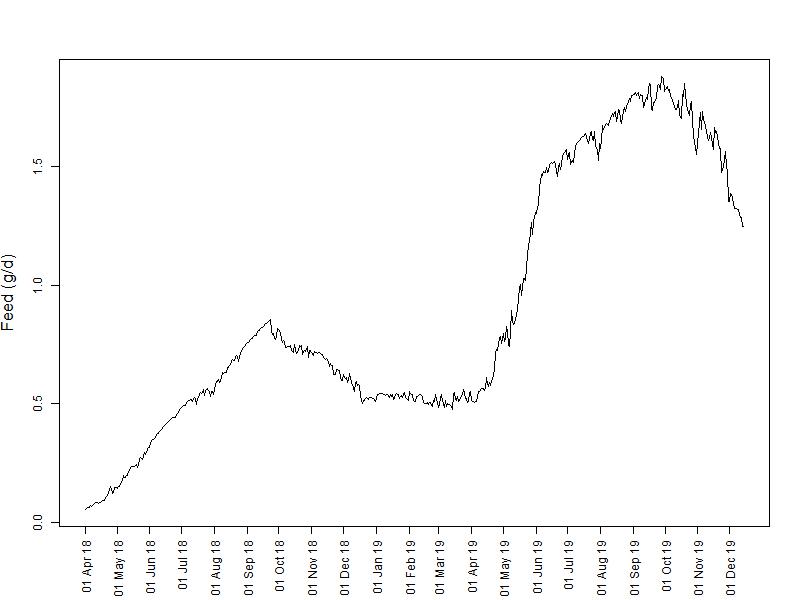 Feed (g/d)
1.5
1.0
0.5
0.0
01 Apr 18
01 May 18
01 Jun 18
01 Jul 18
01 Aug 18
01 Sep 18
01 Oct 18
01 Nov 18
01 Dec 18
01 Jan 19
01 Feb 19
01 Mar 19
01 Apr 19
01 May 19
01 Jun 19
01 Jul 19
01 Aug 19
01 Sep 19
01 Oct 19
01 Nov 19
01 Dec 19